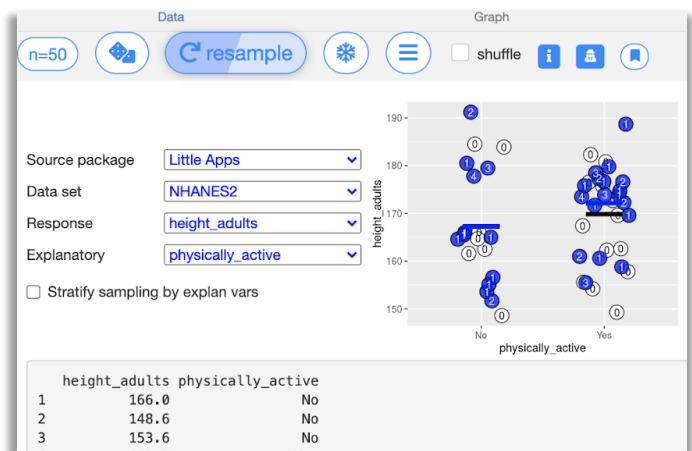 Data Graph
n=50 resample shuffle
Source package Little Apps
Data set NHANES2
Response height_adults
Explanatory physically_active
Stratify sampling by explan vars
190
180
170
160
150
height_adults
No Yes
physically_active
height_adults physically_active
1 166.0 No
2 148.6 No
3 153.6 No